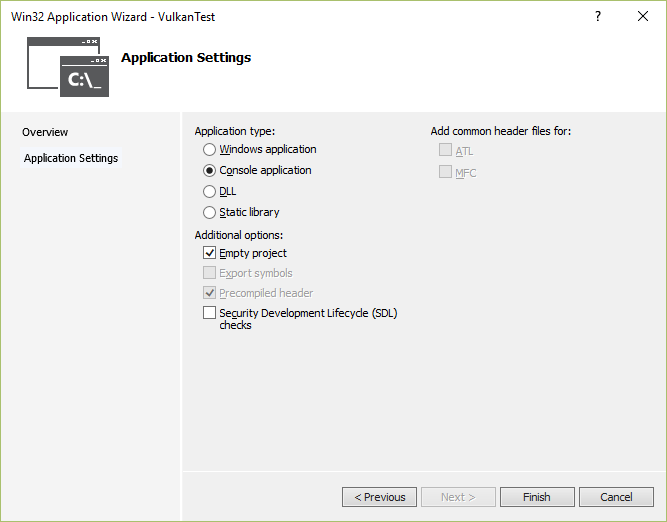 Win32 Application Wizard - VulkanTest
?
C:\_
Application Settings
Overview
Application Settings
Application type:
Windows application
Console application
DLL
Static library
Additional options:
Empty project
Export symbols
Precompiled header
Security Development Lifecycle (SDL)
checks
Add common header files for:
ATL
MFC
< Previous
Next >
Finish
Cancel